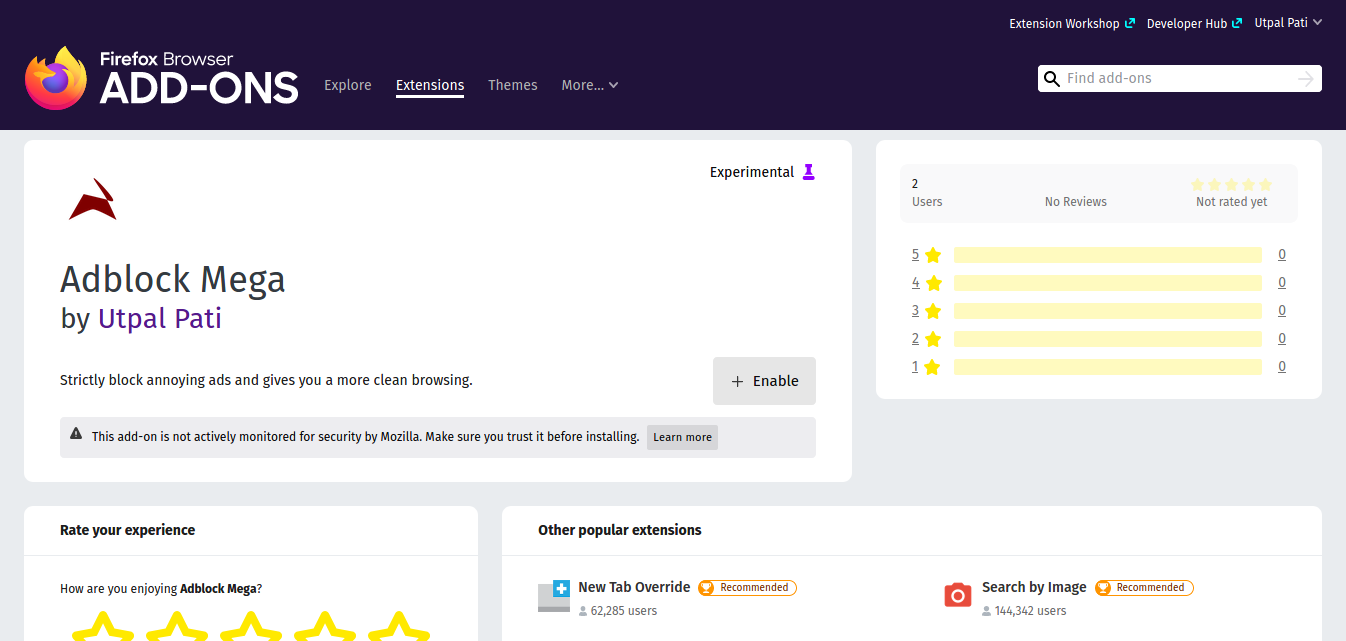 Extension Workshop Developer Hub Utpal Pati
Firefox Browser
ADD-ONS
Explore Extensions Themes More...
Find add-ons
Experimental
Adblock Mega
by Utpal Pati
Strictly block annoying ads and gives you a more clean browsing.
+ Enable
This add-on is not actively monitored for security by Mozilla. Make sure you trust it before installing. Learn more
2
Users
No Reviews
Not rated yet
5 0
4 0
3 0
2 0
1 0
Rate your experience
How are you enjoying Adblock Mega?
Other popular extensions
New Tab Override Recommended
62,285 users
Search by Image Recommended
144,342 users